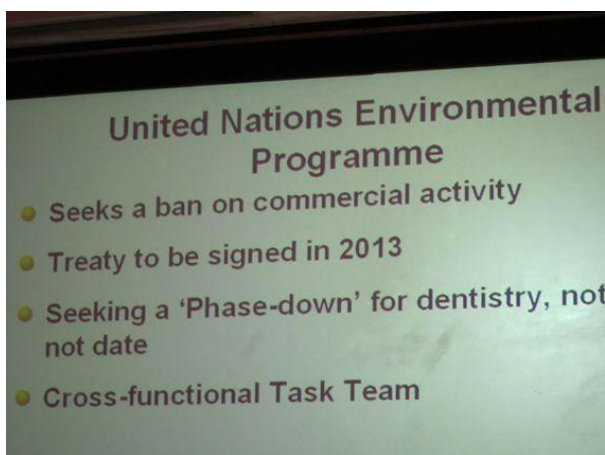 United Nations Environmental
Programme
Seeks a ban on commercial activity
Treaty to be signed in 2013
Seeking a 'Phase-down' for dentistry, not
not date
Cross-functional Task Team